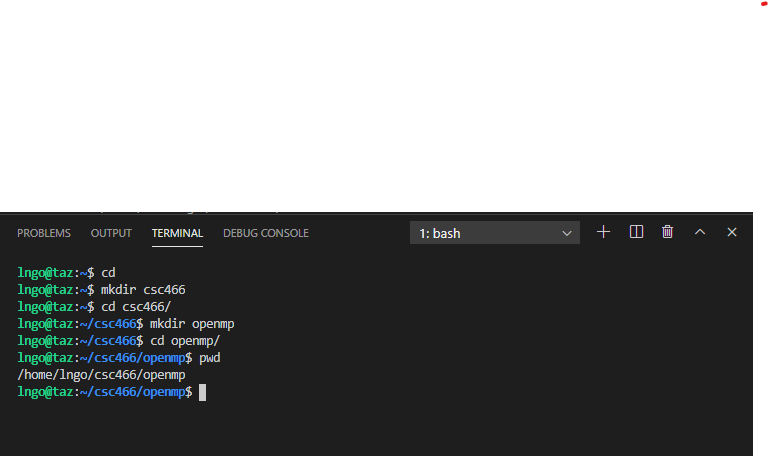 PROBLEMS OUTPUT TERMINAL DEBUG CONSOLE 1: bash
lngo@taz:~$ cd
lngo@taz:~$ mkdir csc466
lngo@taz:~$ cd csc466/
lngo@taz:~/csc466$ mkdir openmp
lngo@taz:~/csc466$ cd openmp/
lngo@taz:~/csc466/openmp$ pwd
/home/lngo/csc466/openmp
lngo@taz:~/csc466/openmp$